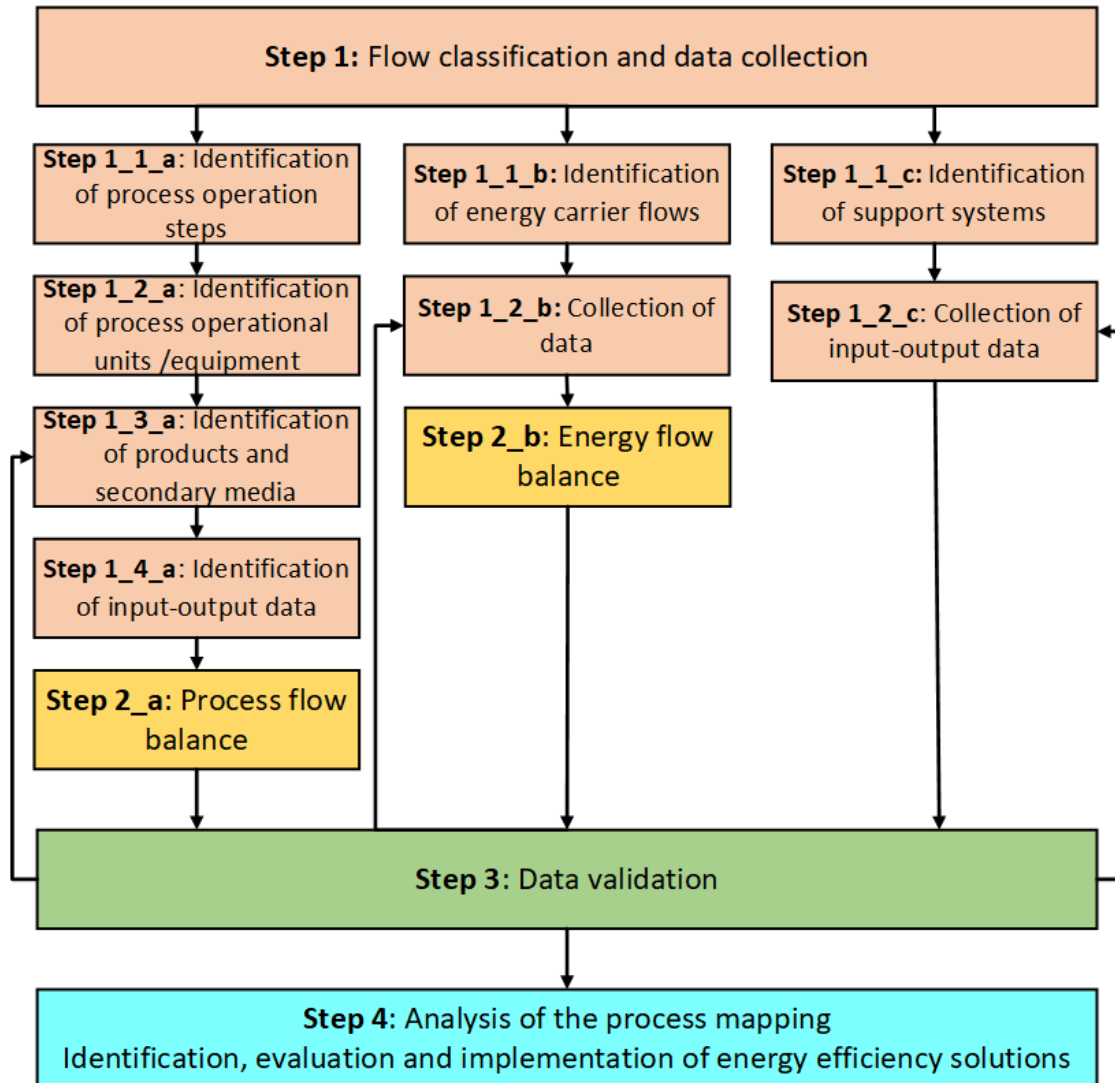 Step 1: Flow classification and data collection
Step 1_1_a: Identification
of process operation
steps
Step 1_1_b: Identification
of energy carrier flows
Step 1_1_c: Identification
of support systems
Step 1_2_a: Identification
of process operational
units /equipment
Step 1_2_b: Collection of
data
Step 1_2_c: Collection of
input-output data
Step 1_3_a: Identification
of products and
secondary media
Step 2_b: Energy flow
balance
Step 1_4_a: Identification
of input-output data
Step 2_a: Process flow
balance
Step 3: Data validation
Step 4: Analysis of the process mapping
Identification, evaluation and implementation of energy efficiency solutions